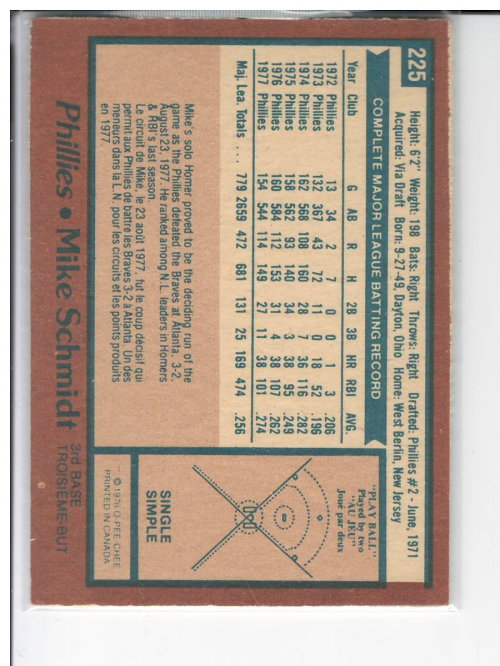 225
Height: 6'2" Weight: 198 Bats: Right Throws: Right Drafted: Phillies #2 - June, 1971
Acquired: Via Draft Born: 9-27-49, Dayton, Ohio Home: West Berlin, New Jersey
COMPLETE MAJOR LEAGUE BATTING RECORD
Year Club G AB R H 2B 3B HR RBI AVG
1972 Phillies 13 34 2 7 0 0 1 3 .206
1973 Phillies 132 367 43 72 11 0 18 52 .196
1974 Phillies 162 568 108 160 28 7 36 116 .282
1975 Phillies 158 562 93 140 34 3 38 95 .249
1976 Phillies 160 584 112 153 31 4 38 107 .262
1977 Phillies 154 544 114 149 27 11 38 101 .274
Maj. Lea. Totals .... 779 2659 472 681 131 25 169 474 .256
Mike's solo Homer proved to be the deciding run of the
game as the Phillies defeated the Braves at Atlanta, 3-2,
August 23, 1977. He ranked among N.L. leaders in Homers
& RBI's last season.
Le circuit de Mike, le 23 août 1977, fut le coup décisif qui
permit aux Phillies de battre les Braves 3-2 à Atlanta. Un des
meneurs dans la L.N. pour les circuits et les points produits
en 1977.
"PLAY BALL"
Played by two
"AU JEU"
Joué par deux
SINGLE
SIMPLE
© 1978 O-PEE-CHEE
PRINTED IN CANADA
Phillies • Mike Schmidt 3rd BASE
TROISIÈME-BUT